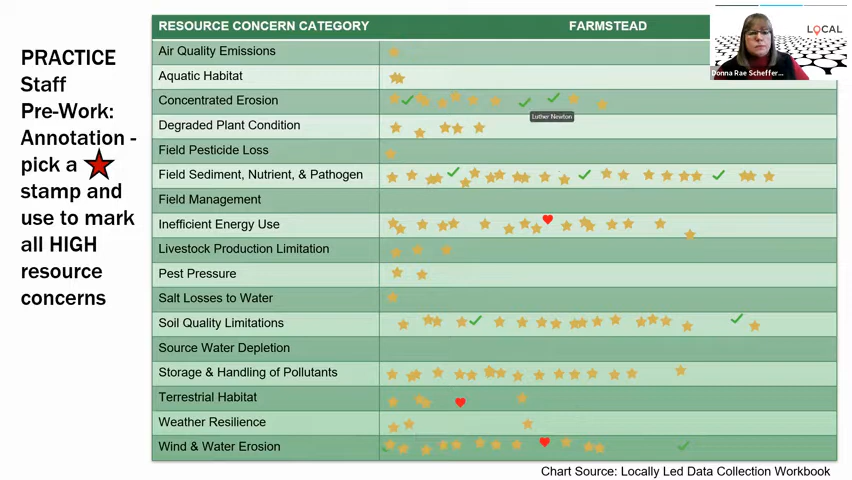 PRACTICE
Staff
Pre-Work:
Annotation -
pick a
stamp and
use to mark
all HIGH
resource
concerns
RESOURCE CONCERN CATEGORY
FARMSTEAD
Air Quality Emissions
Aquatic Habitat
Concentrated Erosion
Luther Newton
Degraded Plant Condition
Field Pesticide Loss
Field Sediment, Nutrient, & Pathogen
Field Management
Inefficient Energy Use
Livestock Production Limitation
Pest Pressure
Salt Losses to Water
Soil Quality Limitations
Source Water Depletion
Storage & Handling of Pollutants
Terrestrial Habitat
Weather Resilience
Wind & Water Erosion
Chart Source: Locally Led Data Collection Workbook
LOCAL
Donna Rae Scheffer...